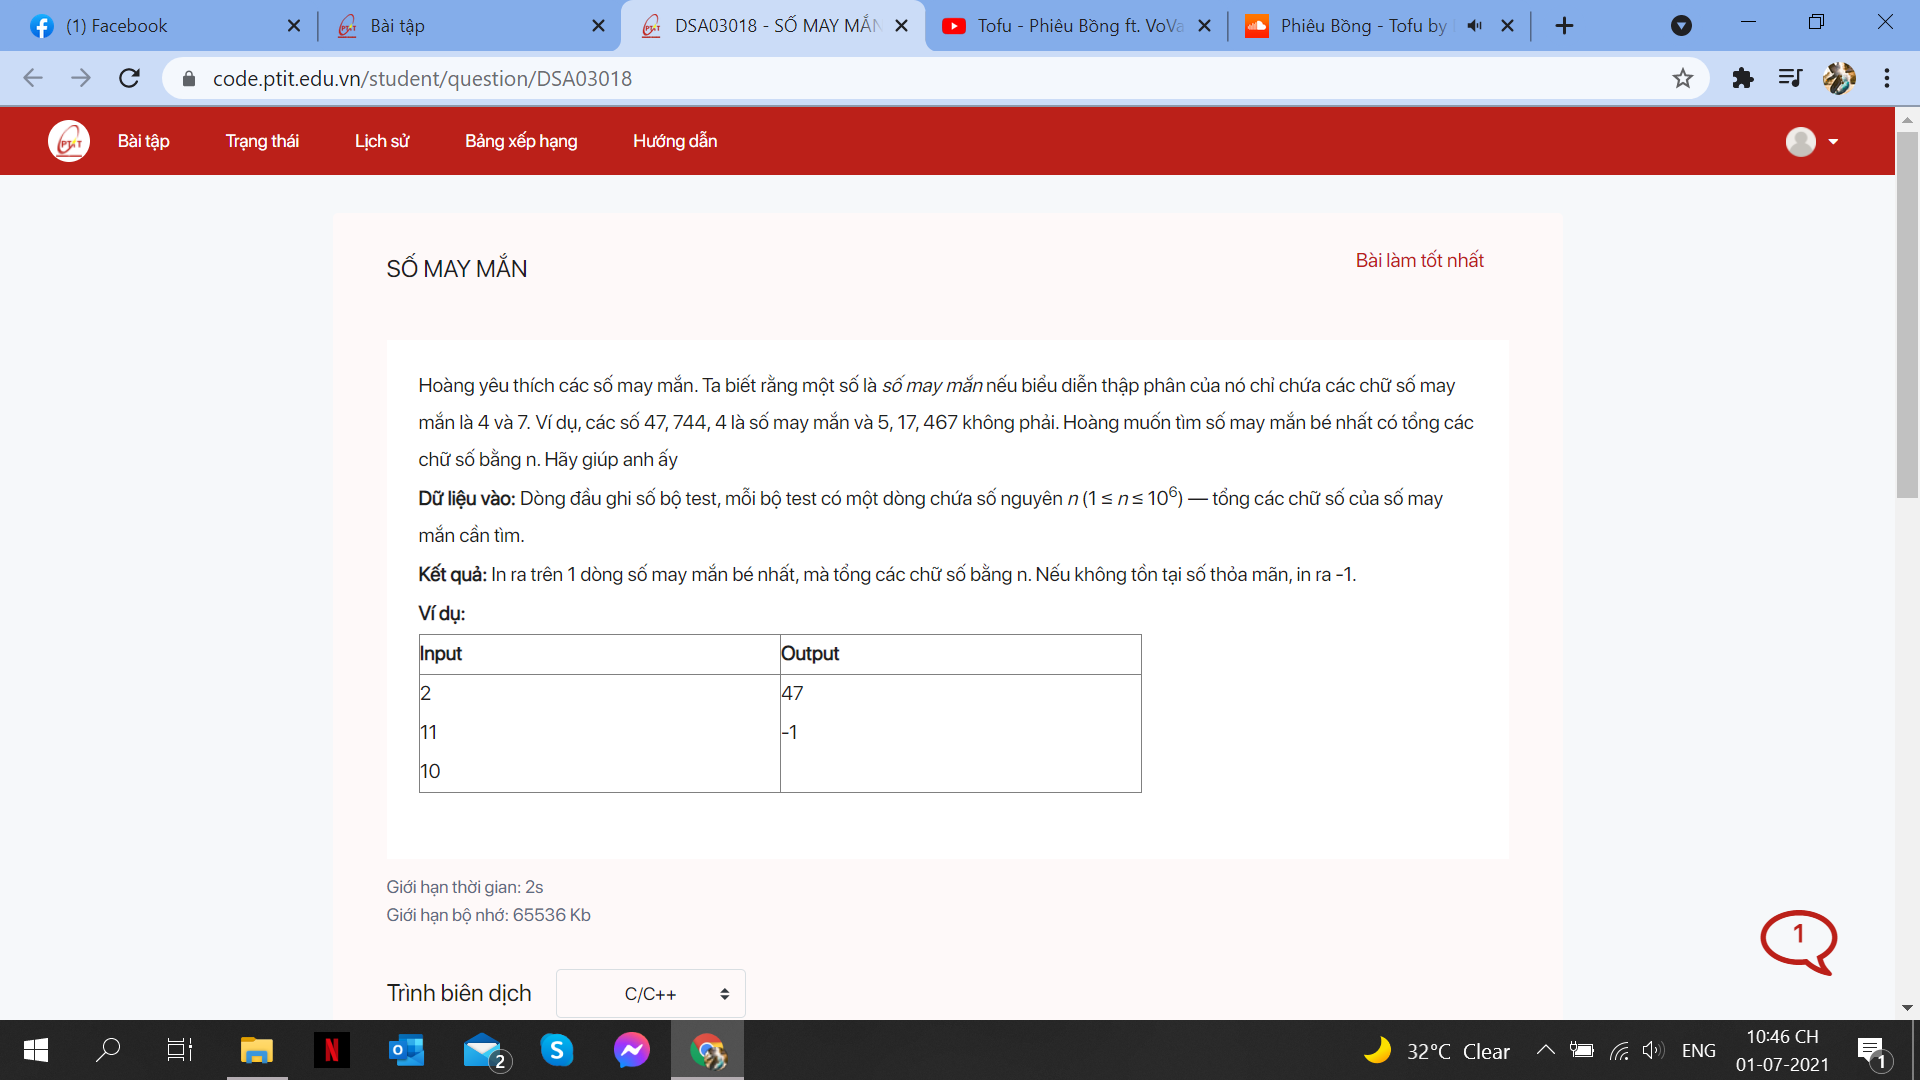 (1) Facebook
Bài tập
DSA03018 - SỐ MAY MẮN
Tofu - Phiêu Bồng ft. VoVa
Phiêu Bồng - Tofu by
code.ptit.edu.vn/student/question/DSA03018
PTIT
Bài tập
Trạng thái
Lịch sử
Bảng xếp hạng
Hướng dẫn
SỐ MAY MẮN
Bài làm tốt nhất
Hoàng yêu thích các số may mắn. Ta biết rằng một số là số may mắn nếu biểu diễn thập phân của nó chỉ chứa các chữ số may
mắn là 4 và 7. Ví dụ, các số 47, 744, 4 là số may mắn và 5, 17, 467 không phải. Hoàng muốn tìm số may mắn bé nhất có tổng các
chữ số bằng n. Hãy giúp anh ấy
Dữ liệu vào: Dòng đầu ghi số bộ test, mỗi bộ test có một dòng chứa số nguyên n (1 ≤ n ≤ 10⁶) — tổng các chữ số của số may
mắn cần tìm.
Kết quả: In ra trên 1 dòng số may mắn bé nhất, mà tổng các chữ số bằng n. Nếu không tồn tại số thỏa mãn, in ra -1.
Ví dụ:
Input
Output
2
47
11
-1
10
Giới hạn thời gian: 2s
Giới hạn bộ nhớ: 65536 Kb
1
Trình biên dịch
C/C++
N
2
S
32°C Clear
ENG
10:46 CH
01-07-2021
1